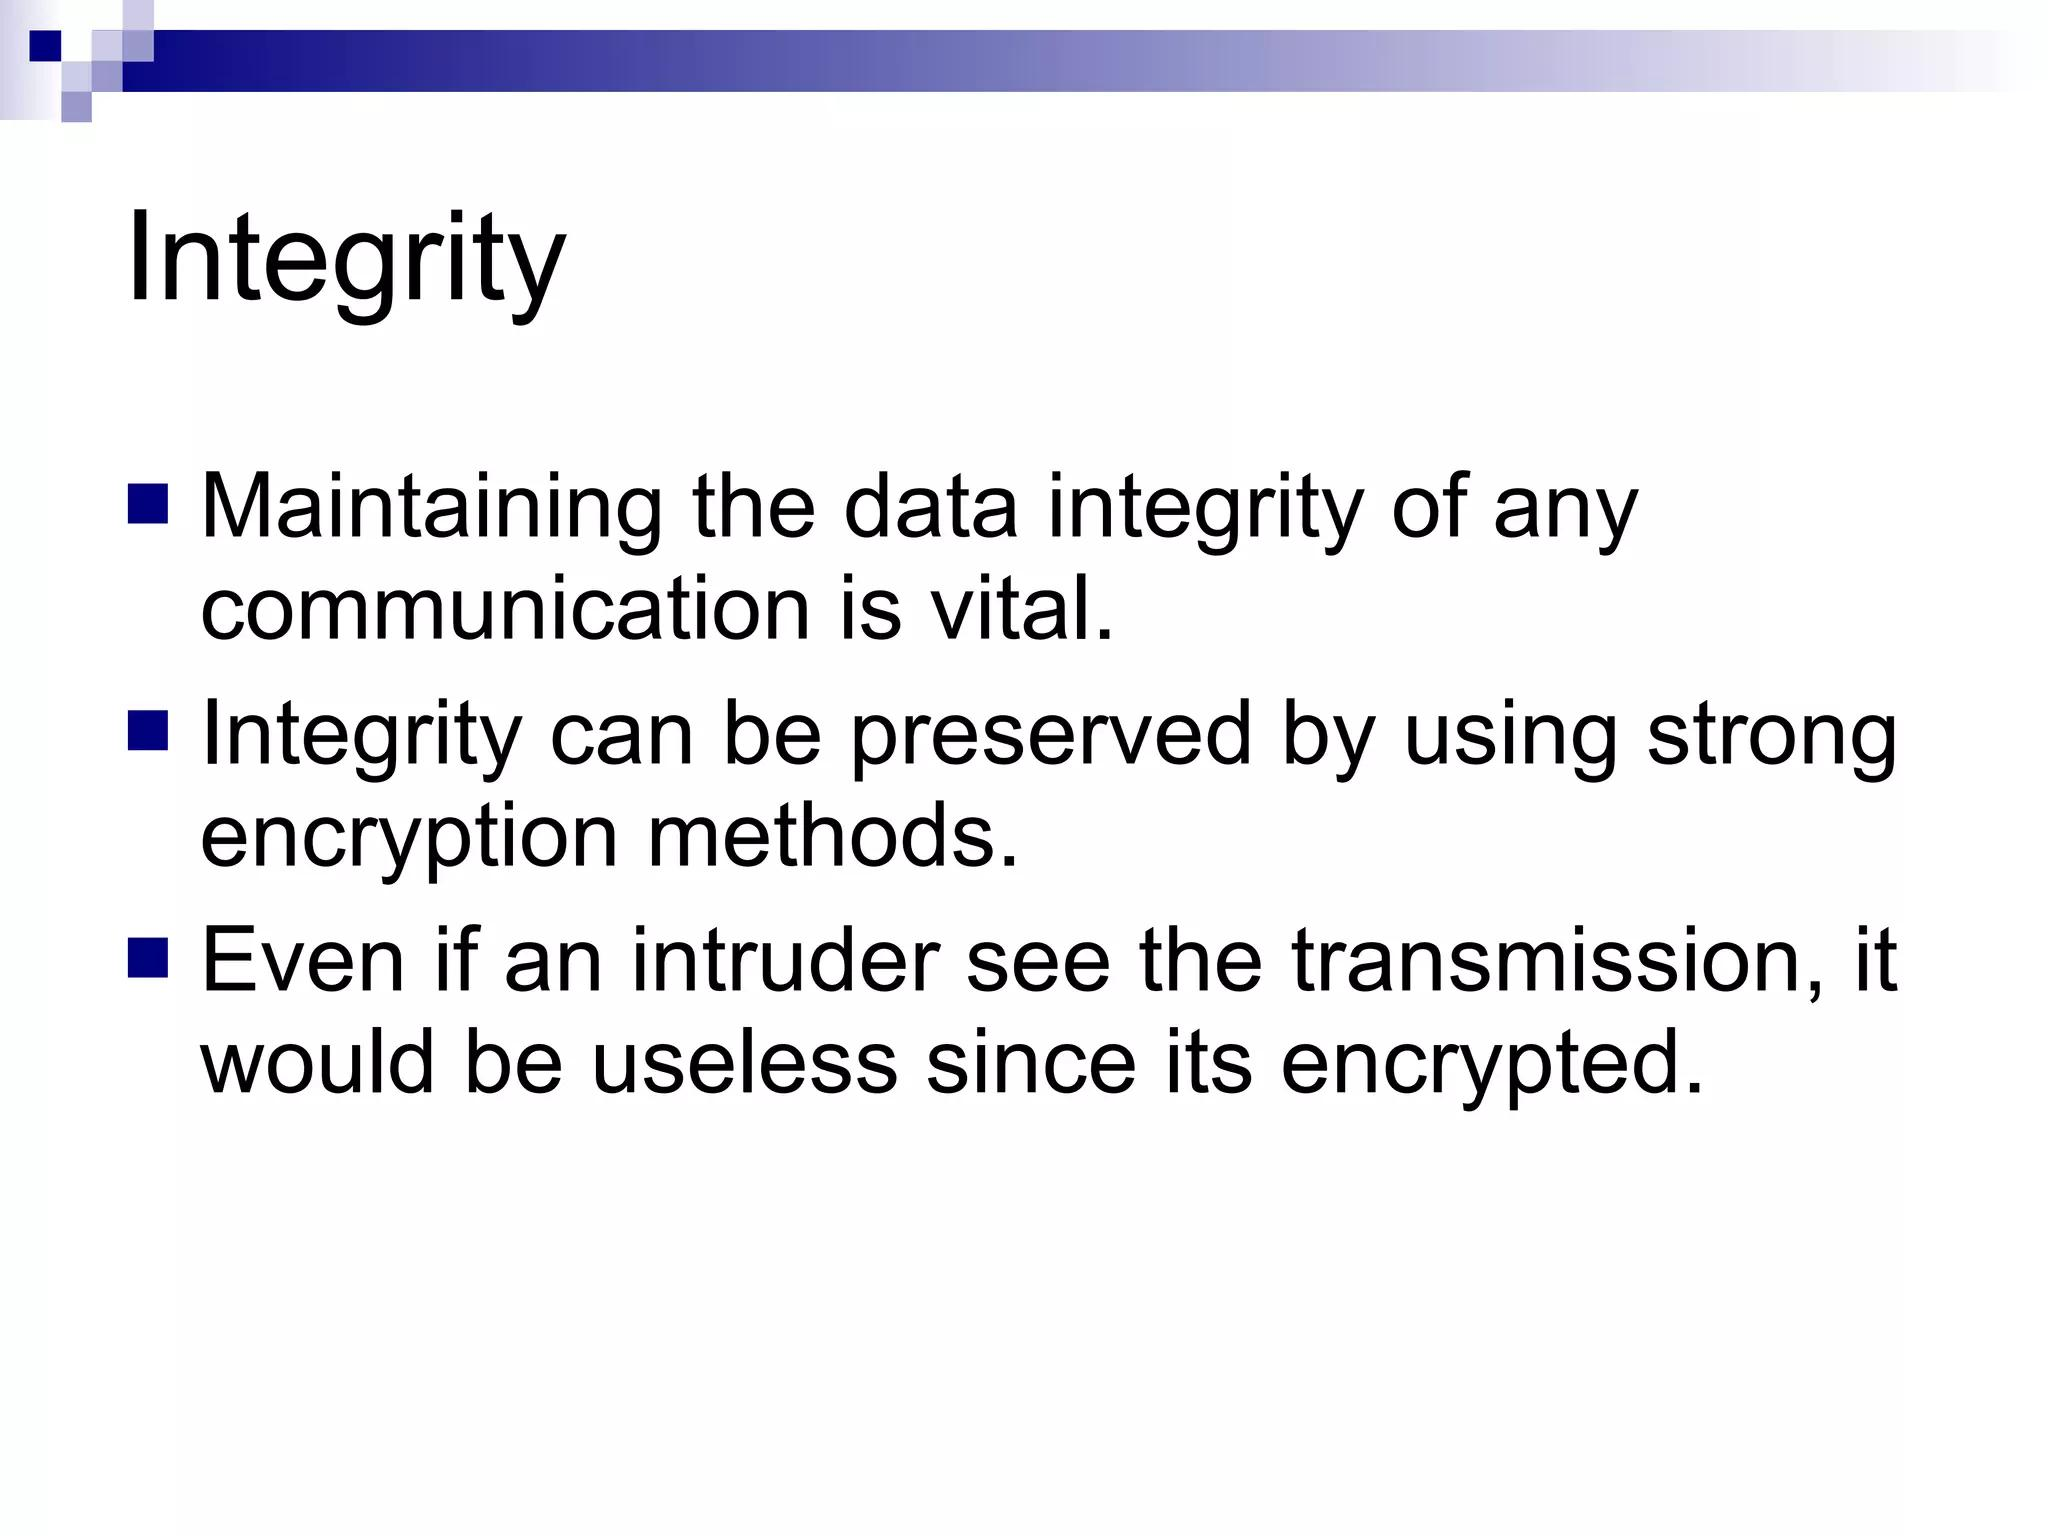 Integrity
Maintaining the data integrity of any
communication is vital.
Integrity can be preserved by using strong
encryption methods.
Even if an intruder see the transmission, it
would be useless since its encrypted.